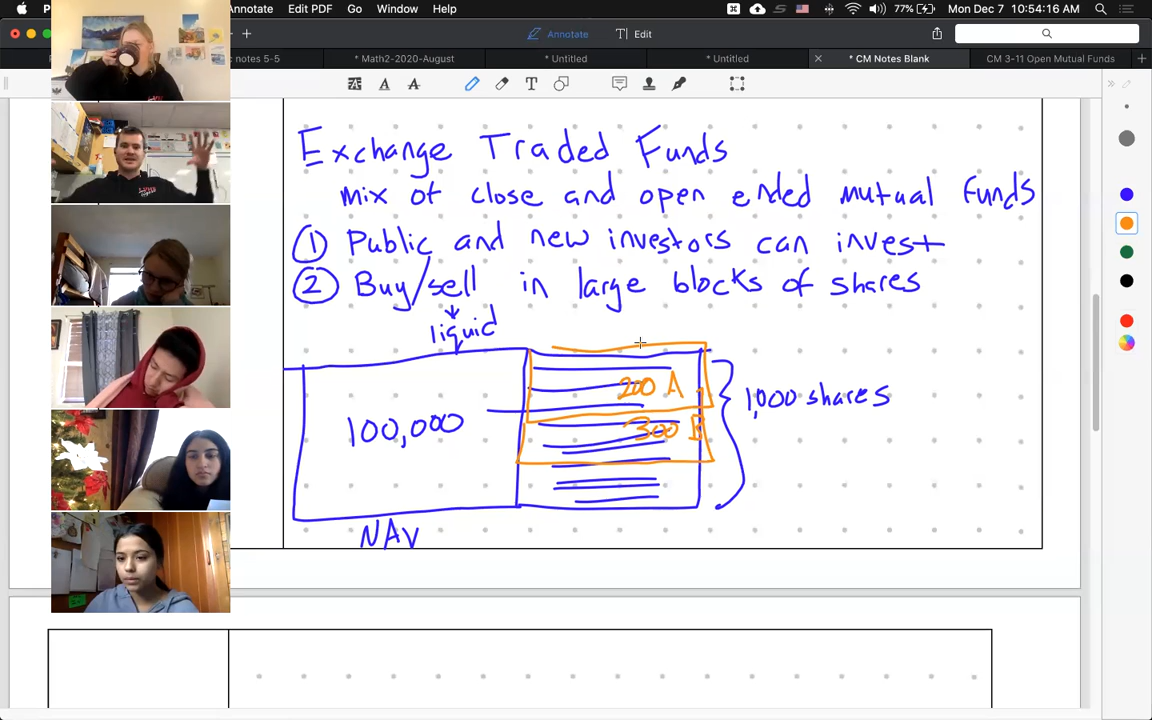 Annotate Edit PDF Go Window Help 77% Mon Dec 7 10:54:16 AM
Annotate Edit
notes 5-5 * Math2-2020-August * Untitled * Untitled * CM Notes Blank CM 3-11 Open Mutual Funds
Exchange Traded Funds
mix of close and open ended mutual funds
① Public and new investors can invest
② Buy/sell in large blocks of shares
liquid
200 A
1,000 shares
100,000
300 B
NAV